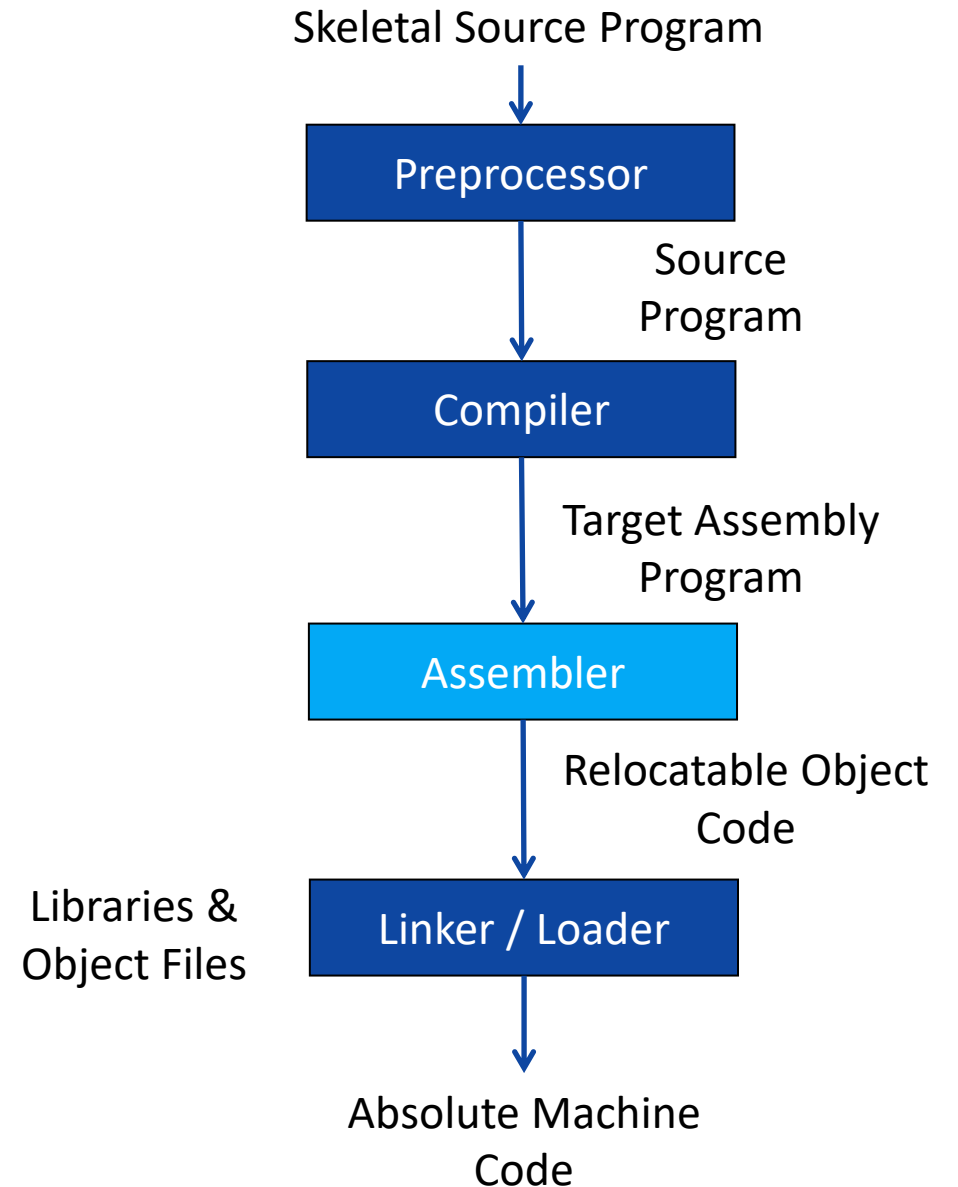 Skeletal Source Program
Preprocessor
Source
Program
Compiler
Target Assembly
Program
Assembler
Relocatable Object
Code
Libraries &
Object Files
Linker / Loader
Absolute Machine
Code